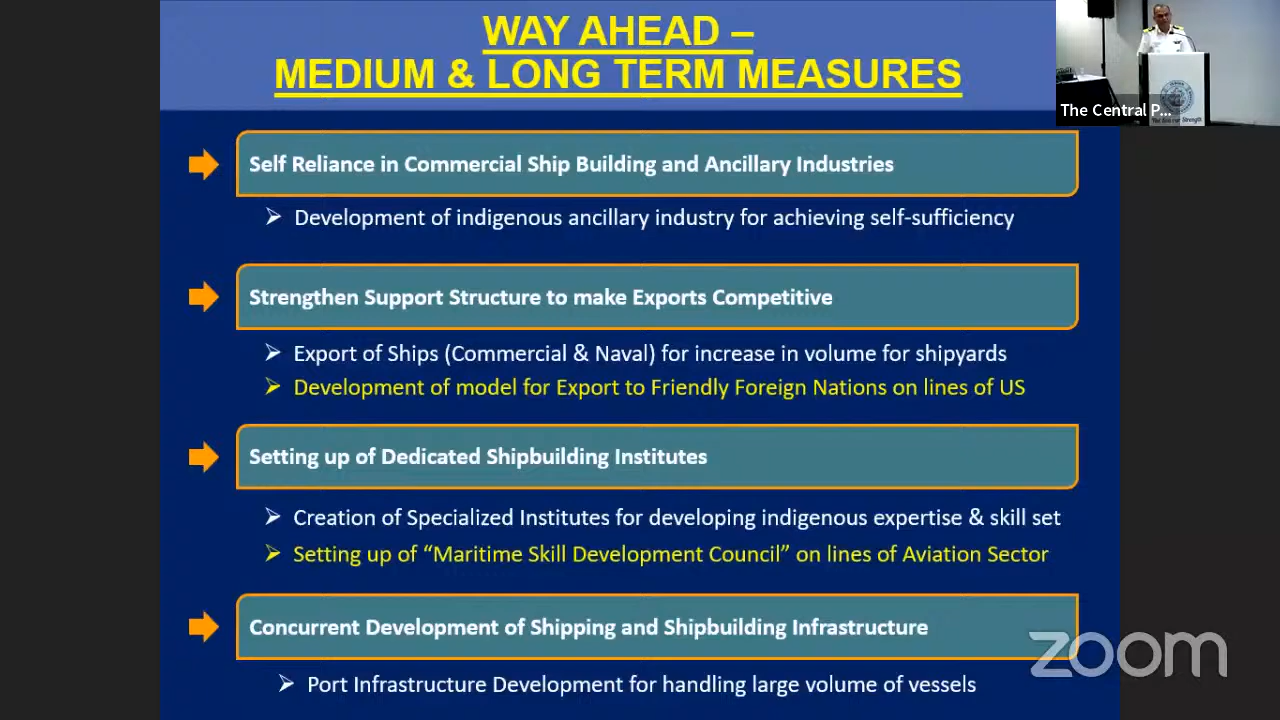 WAY AHEAD –
MEDIUM & LONG TERM MEASURES
The Central P...
Self Reliance in Commercial Ship Building and Ancillary Industries
Development of indigenous ancillary industry for achieving self-sufficiency
Strengthen Support Structure to make Exports Competitive
Export of Ships (Commercial & Naval) for increase in volume for shipyards
Development of model for Export to Friendly Foreign Nations on lines of US
Setting up of Dedicated Shipbuilding Institutes
Creation of Specialized Institutes for developing indigenous expertise & skill set
Setting up of “Maritime Skill Development Council” on lines of Aviation Sector
Concurrent Development of Shipping and Shipbuilding Infrastructure
zoom
Port Infrastructure Development for handling large volume of vessels